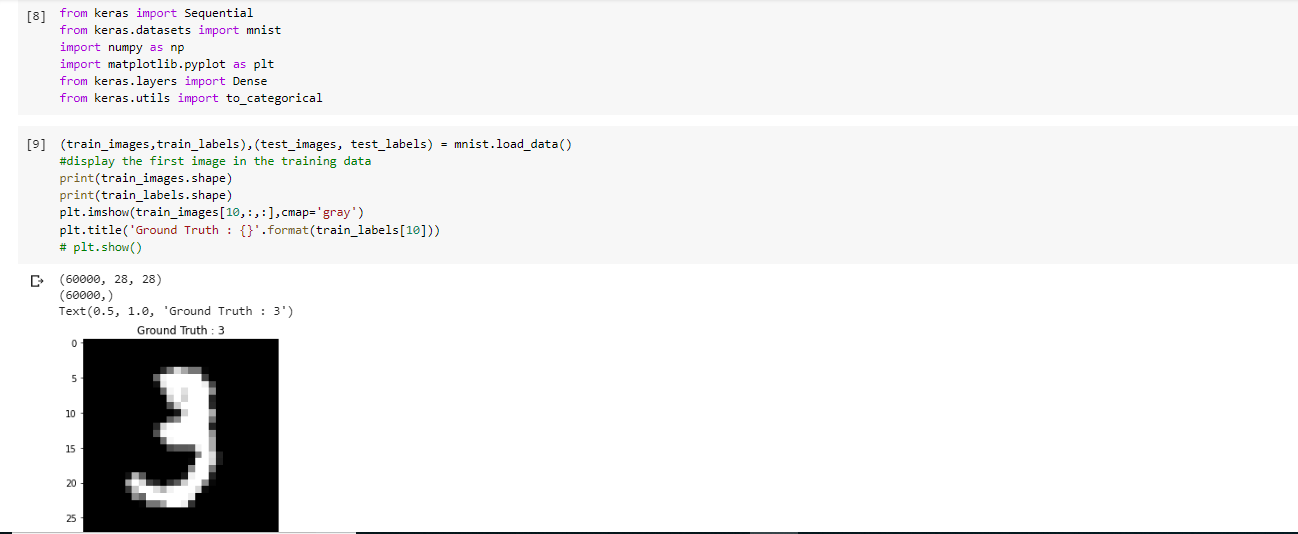 [8] from keras import Sequential
from keras.datasets import mnist
import numpy as np
import matplotlib.pyplot as plt
from keras.layers import Dense
from keras.utils import to_categorical
[9] (train_images,train_labels),(test_images, test_labels) = mnist.load_data()
#display the first image in the training data
print(train_images.shape)
print(train_labels.shape)
plt.imshow(train_images[10,:,:],cmap='gray')
plt.title('Ground Truth : {}'.format(train_labels[10]))
# plt.show()
(60000, 28, 28)
(60000,)
Text(0.5, 1.0, 'Ground Truth : 3')
Ground Truth : 3
0
5
10
15
20
25
3